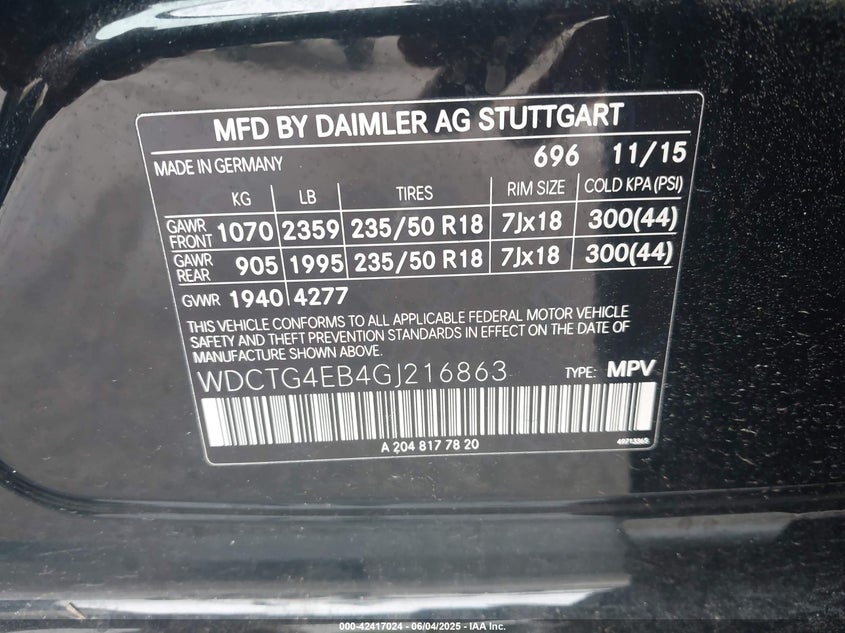 MFD BY DAIMLER AG STUTTGART
MADE IN GERMANY 696 11/15
KG LB TIRES RIM SIZE COLD KPA (PSI)
GAWR FRONT 1070 2359 235/50 R18 7Jx18 300(44)
GAWR REAR 905 1995 235/50 R18 7Jx18 300(44)
GVWR 1940 4277
THIS VEHICLE CONFORMS TO ALL APPLICABLE FEDERAL MOTOR VEHICLE
SAFETY AND THEFT PREVENTION STANDARDS IN EFFECT ON THE DATE OF
MANUFACTURE SHOWN ABOVE.
WDCTG4EB4GJ216863 TYPE: MPV
A 204 817 78 20 49713365
000-42417024 - 06/04/2025 - IAA Inc.